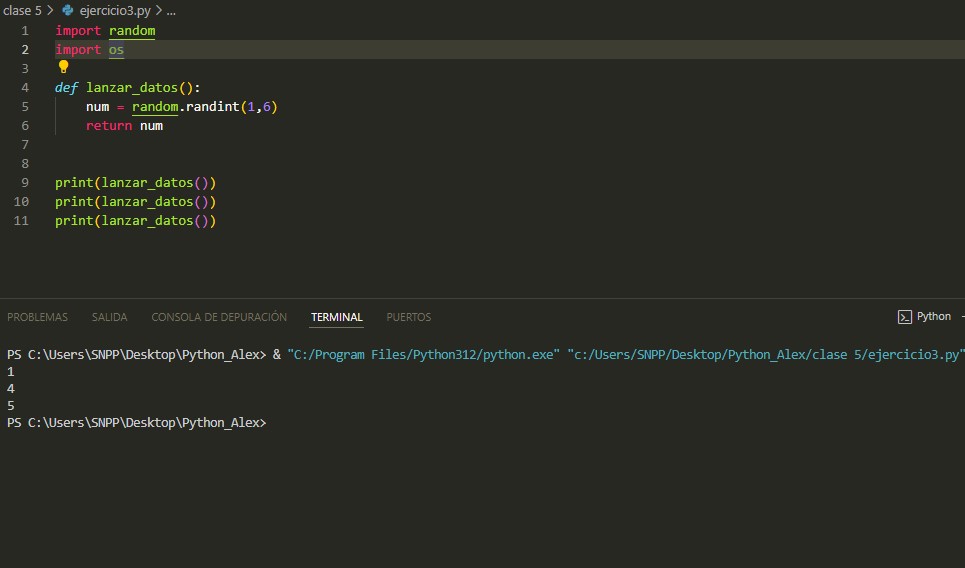 clase 5 > ejercicio3.py > ...
1 import random
2 import os
3
4 def lanzar_datos():
5     num = random.randint(1,6)
6     return num
7
8
9 print(lanzar_datos())
10 print(lanzar_datos())
11 print(lanzar_datos())
PROBLEMAS SALIDA CONSOLA DE DEPURACIÓN TERMINAL PUERTOS Python
PS C:\Users\SNPP\Desktop\Python_Alex> & "C:/Program Files/Python312/python.exe" "c:/Users/SNPP/Desktop/Python_Alex/clase 5/ejercicio3.py"
1
4
5
PS C:\Users\SNPP\Desktop\Python_Alex>